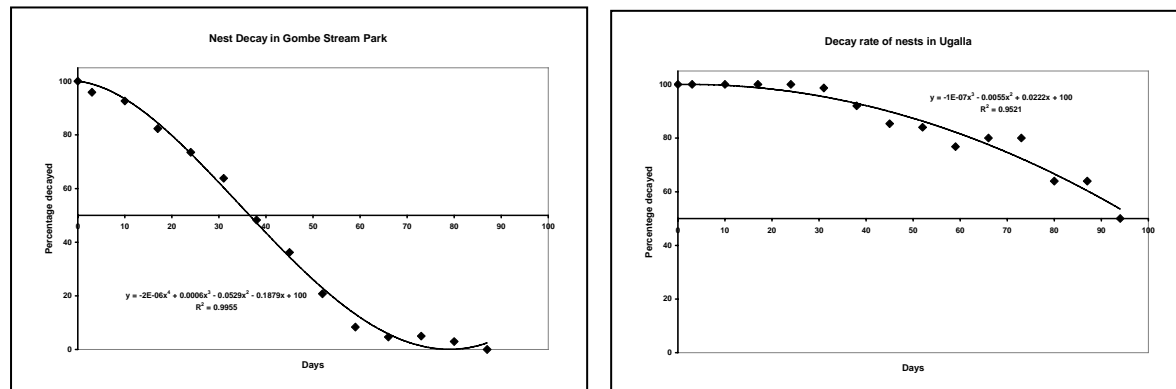 Nest Decay in Gombe Stream Park
100
80
60
40
20
0
Percentage decayed
0 10 20 30 40 50 60 70 80 90 100
y = -2E-06x⁴ + 0.0006x³ - 0.0529x² - 0.1879x + 100
R² = 0.9955
Days
Decay rate of nests in Ugalla
100
80
60
40
20
0
Percentege decayed
0 10 20 30 40 50 60 70 80 90 100
y = -1E-07x³ - 0.0055x² + 0.0222x + 100
R² = 0.9521
Days